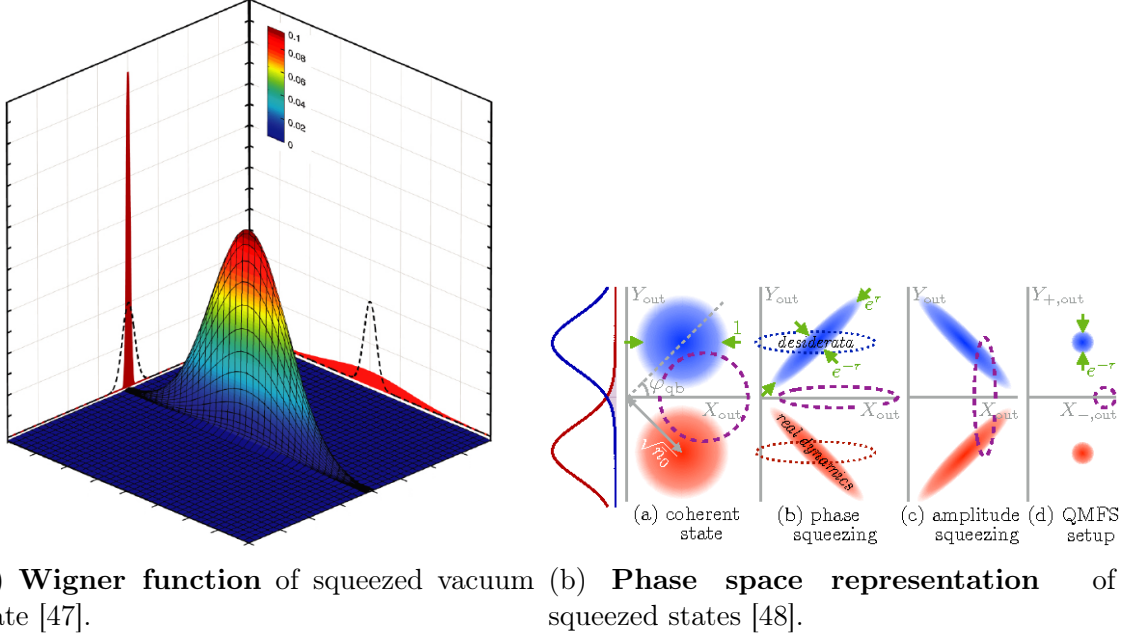 0.1
0.08
0.06
0.04
0.02
0
Y_out
Y_out
Y_out
Y_+,out
e^r
1
desiderata
e^-r
e^-r
φ_qb
X_out
X_out
X_out
X_-,out
√n̄_0
real dynamics
(a) coherent state
(b) phase squeezing
(c) amplitude squeezing
(d) QMFS setup
) Wigner function of squeezed vacuum
ate [47].
(b) Phase space representation of
squeezed states [48].